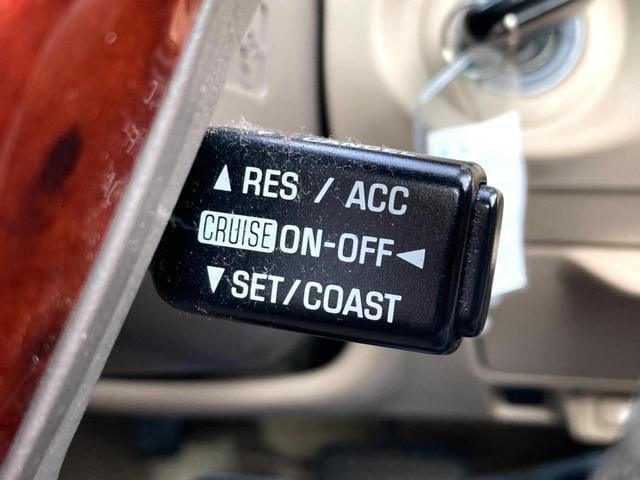 ▲ RES / ACC
CRUISE ON-OFF ◀
▼ SET/COAST